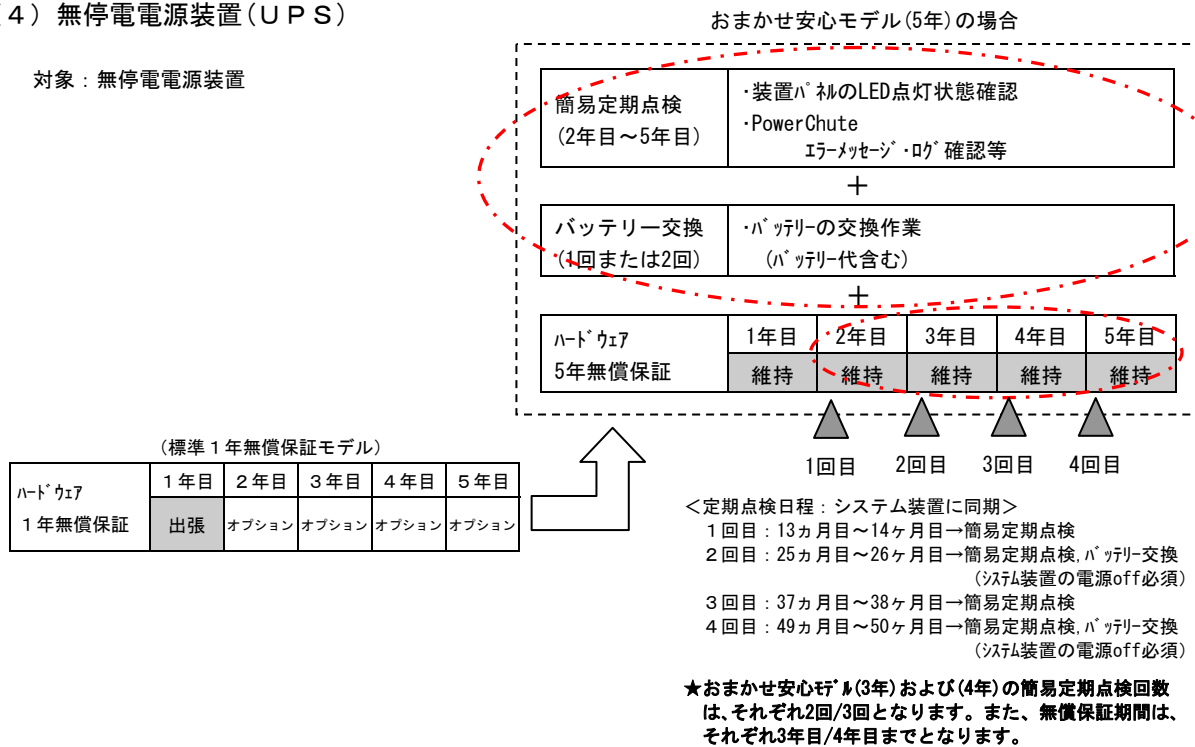 (４) 無停電電源装置(ＵＰＳ)
対象：無停電電源装置
おまかせ安心モデル(5年)の場合
簡易定期点検
(2年目～5年目)
･装置ﾊﾟﾈﾙのLED点灯状態確認
･PowerChute
ｴﾗｰﾒｯｾｰｼﾞ･ﾛｸﾞ確認等
＋
バッテリー交換
(1回または2回)
･ﾊﾞｯﾃﾘｰの交換作業
(ﾊﾞｯﾃﾘｰ代含む)
＋
ﾊｰﾄﾞｳｪｱ
5年無償保証
1年目 2年目 3年目 4年目 5年目
維持 維持 維持 維持 維持
1回目 2回目 3回目 4回目
(標準１年無償保証モデル)
ﾊｰﾄﾞｳｪｱ
１年無償保証
１年目 ２年目 ３年目 ４年目 ５年目
出張 オプション オプション オプション オプション
＜定期点検日程：システム装置に同期＞
１回目：13ヵ月目～14ヶ月目→簡易定期点検
２回目：25ヵ月目～26ヶ月目→簡易定期点検,ﾊﾞｯﾃﾘｰ交換
(ｼｽﾃﾑ装置の電源off必須)
３回目：37ヵ月目～38ヶ月目→簡易定期点検
４回目：49ヵ月目～50ヶ月目→簡易定期点検,ﾊﾞｯﾃﾘｰ交換
(ｼｽﾃﾑ装置の電源off必須)
★おまかせ安心ﾓﾃﾞﾙ(3年)および(4年)の簡易定期点検回数
は､それぞれ2回/3回となります。また、無償保証期間は、
それぞれ3年目/4年目までとなります。